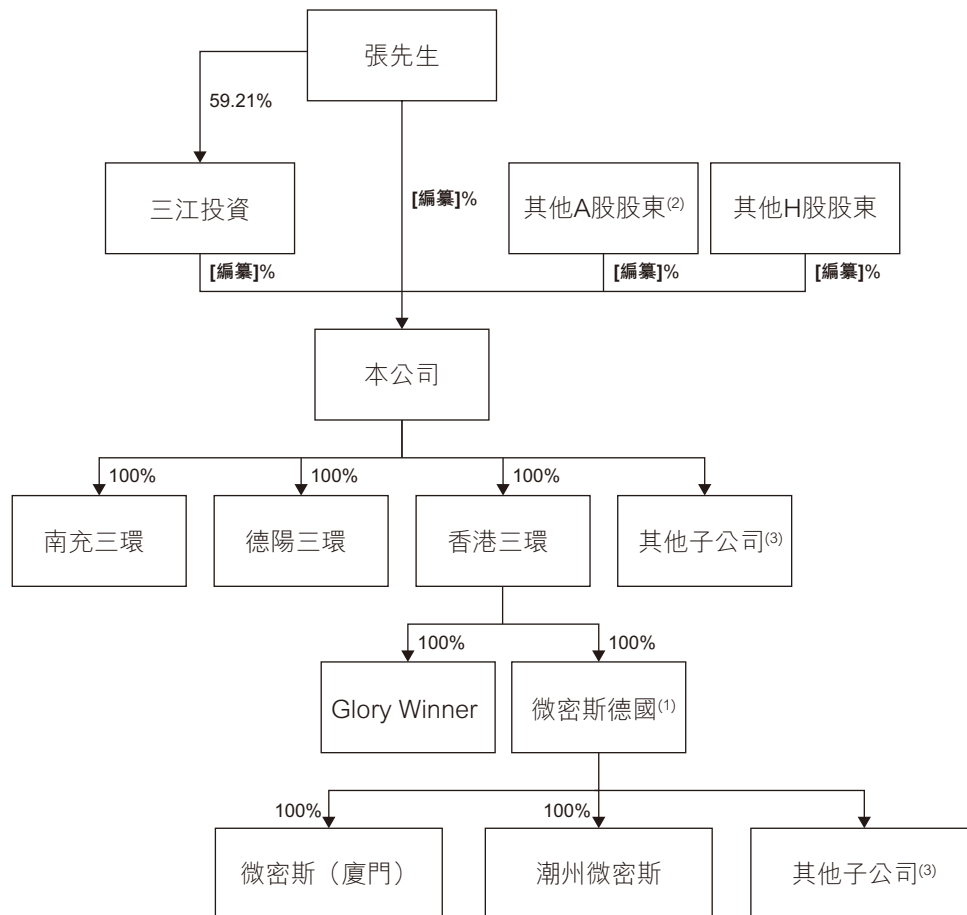 張先生
59.21%
三江投資
[編纂]%
其他A股股東(2)
其他H股股東
[編纂]%
[編纂]%
[編纂]%
本公司
100%
100%
100%
南充三環
德陽三環
香港三環
其他子公司(3)
100%
100%
Glory Winner
微密斯德國(1)
100%
100%
微密斯（廈門）
潮州微密斯
其他子公司(3)